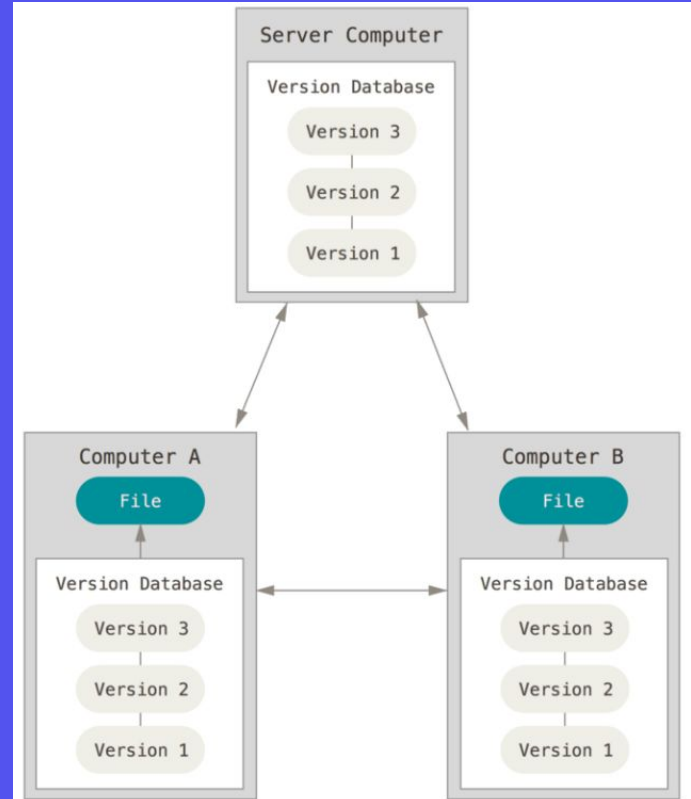 Server Computer
Version Database
Version 3
Version 2
Version 1
Computer A
File
Version Database
Version 3
Version 2
Version 1
Computer B
File
Version Database
Version 3
Version 2
Version 1